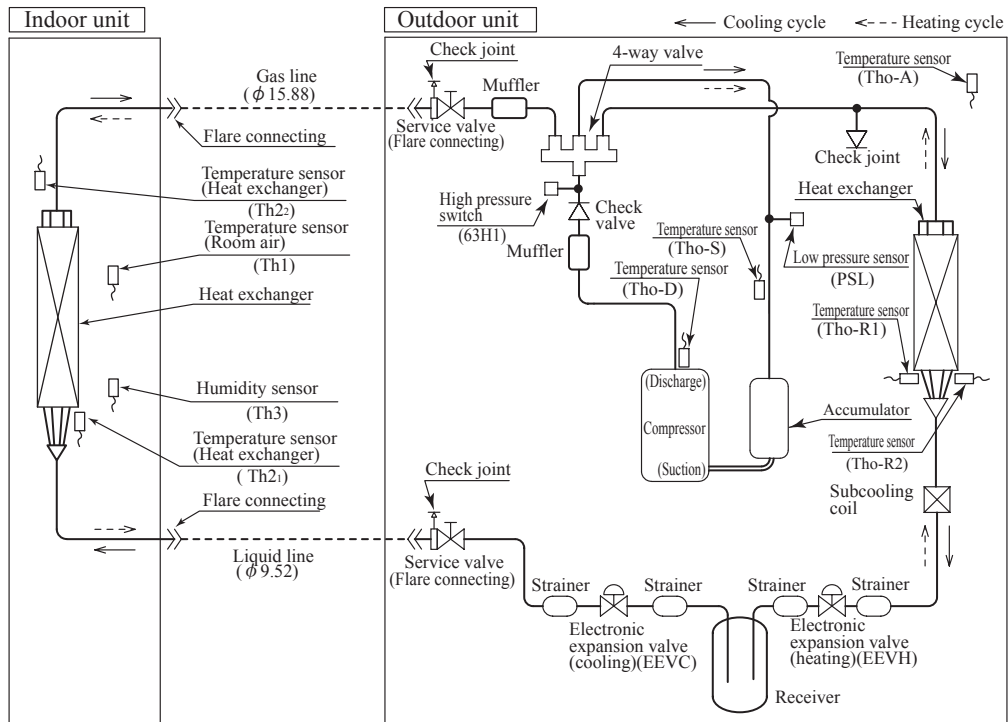 Indoor unit
Outdoor unit
Cooling cycle
Heating cycle
Check joint
4-way valve
Temperature sensor
(Tho-A)
Gas line
(ϕ 15.88)
Muffler
Service valve
(Flare connecting)
Flare connecting
Check joint
Temperature sensor
(Heat exchanger)
(Th2₂)
Heat exchanger
High pressure
switch
(63H1)
Check
valve
Muffler
Temperature sensor
(Room air)
(Th1)
Temperature sensor
(Tho-S)
Temperature sensor
(Tho-D)
Low pressure sensor
(PSL)
Heat exchanger
Temperature sensor
(Tho-R1)
Humidity sensor
(Th3)
(Discharge)
Compressor
(Suction)
Accumulator
Temperature sensor
(Heat exchanger)
( Th2₁)
Temperature sensor
(Tho-R2)
Check joint
Flare connecting
Subcooling
coil
Liquid line
(ϕ 9.52)
Service valve
(Flare connecting)
Strainer
Strainer
Strainer
Strainer
Electronic
expansion valve
(cooling)(EEVC)
Electronic
expansion valve
(heating)(EEVH)
Receiver